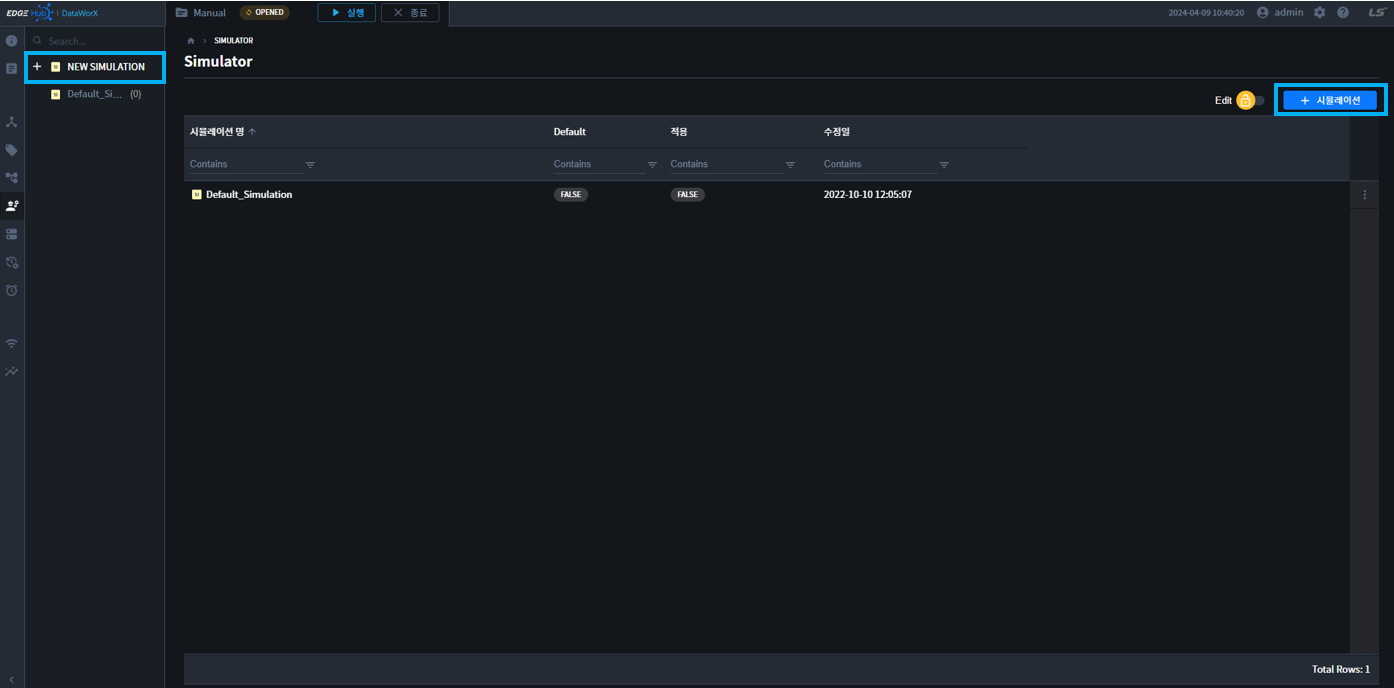 EDGE Hub | DataWorX
Manual OPENED 실행 종료 2024-04-09 10:40:20 admin LS
Search...
SIMULATOR
NEW SIMULATION
Simulator
Default_Si... (0)
Edit + 시뮬레이션
시뮬레이션 명 Default 적용 수정일
Contains Contains Contains Contains
Default_Simulation FALSE FALSE 2022-10-10 12:05:07
Total Rows: 1